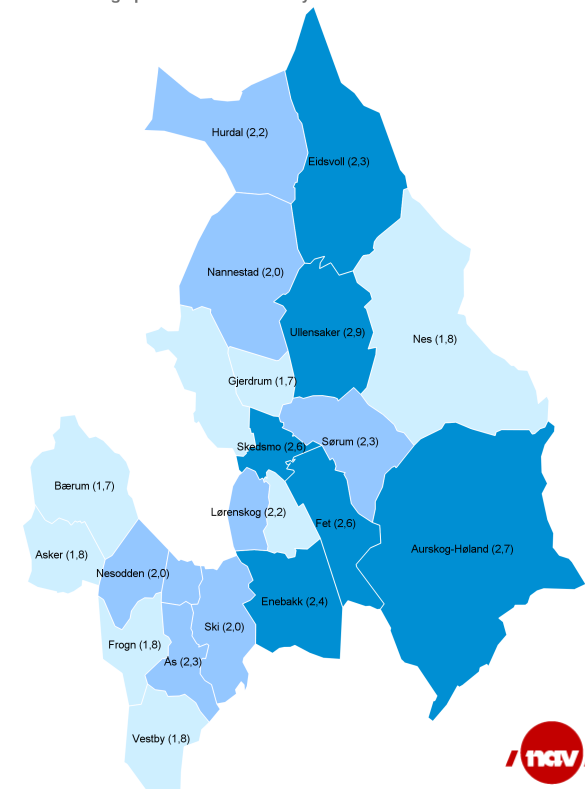 Hurdal (2,2)
Eidsvoll (2,3)
Nannestad (2,0)
Ullensaker (2,9)
Nes (1,8)
Gjerdrum (1,7)
Skedsmo (2,6)
Sørum (2,3)
Bærum (1,7)
Lørenskog (2,2)
Fet (2,6)
Asker (1,8)
Aurskog-Høland (2,7)
Nesodden (2,0)
Enebakk (2,4)
Ski (2,0)
Frogn (1,8)
Ås (2,3)
Vestby (1,8)
nav